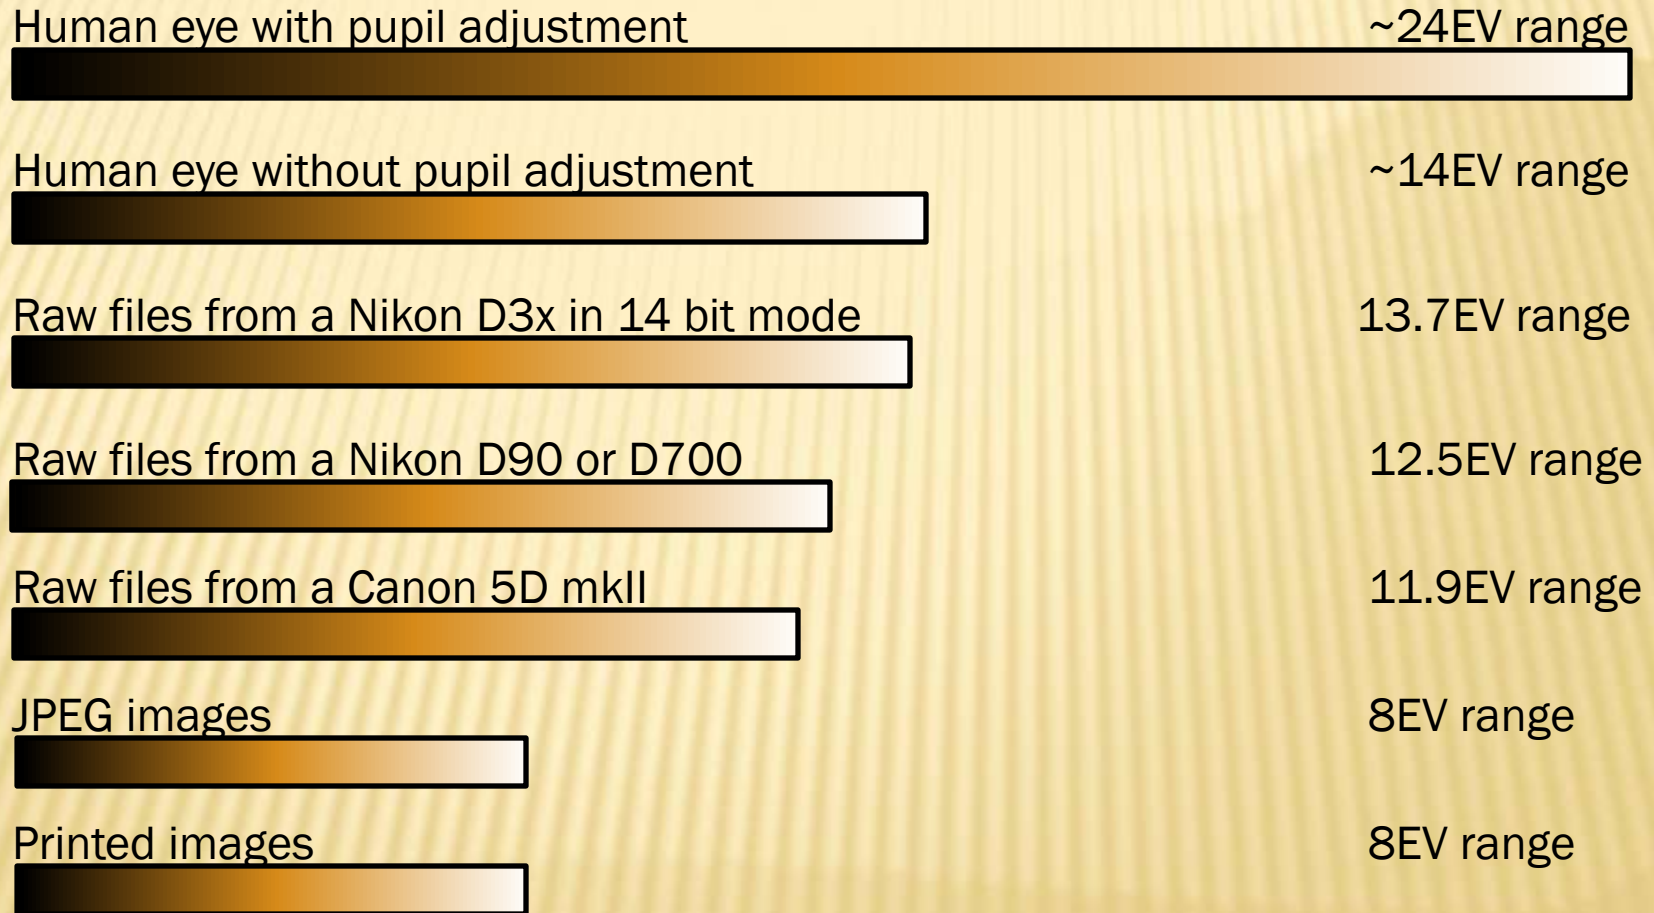 Human eye with pupil adjustment ~24EV range
Human eye without pupil adjustment ~14EV range
Raw files from a Nikon D3x in 14 bit mode 13.7EV range
Raw files from a Nikon D90 or D700 12.5EV range
Raw files from a Canon 5D mkII 11.9EV range
JPEG images 8EV range
Printed images 8EV range